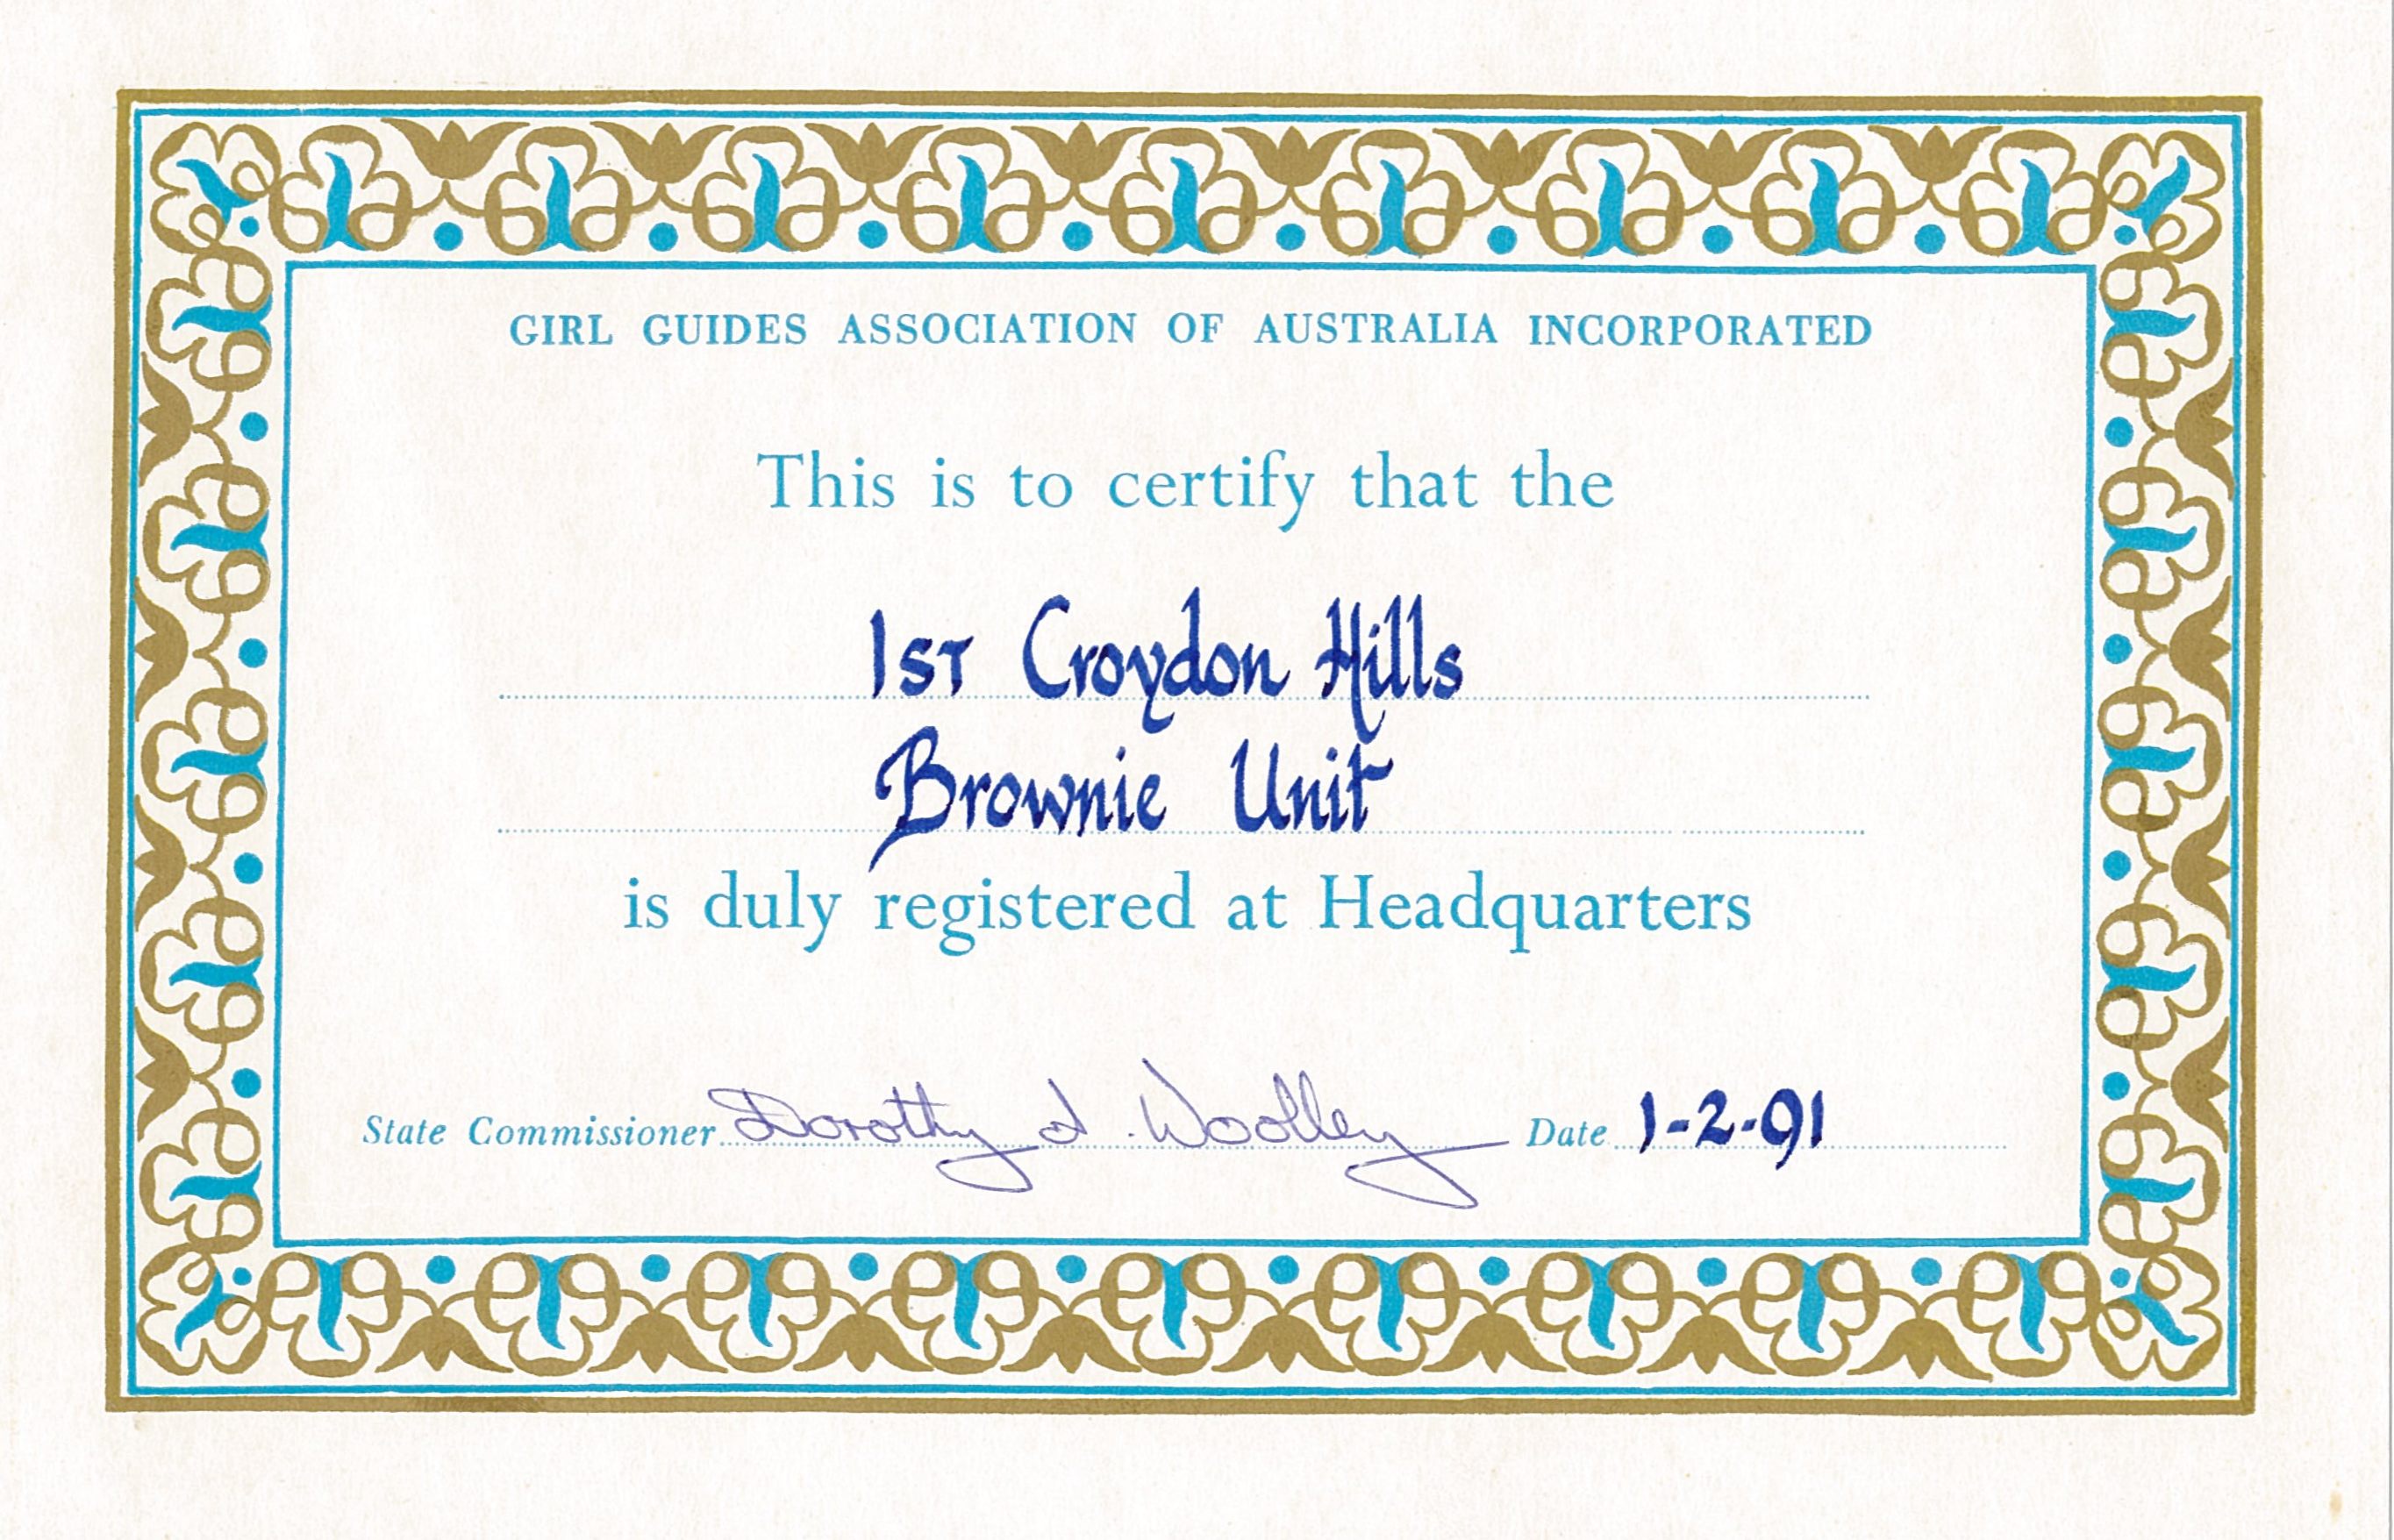 GIRL GUIDES ASSOCIATION OF AUSTRALIA INCORPORATED
This is to certify that the
1ST Croydon Hills
Brownie Unit
is duly registered at Headquarters
State Commissioner Dorothy J. Woolley Date 1-2-91